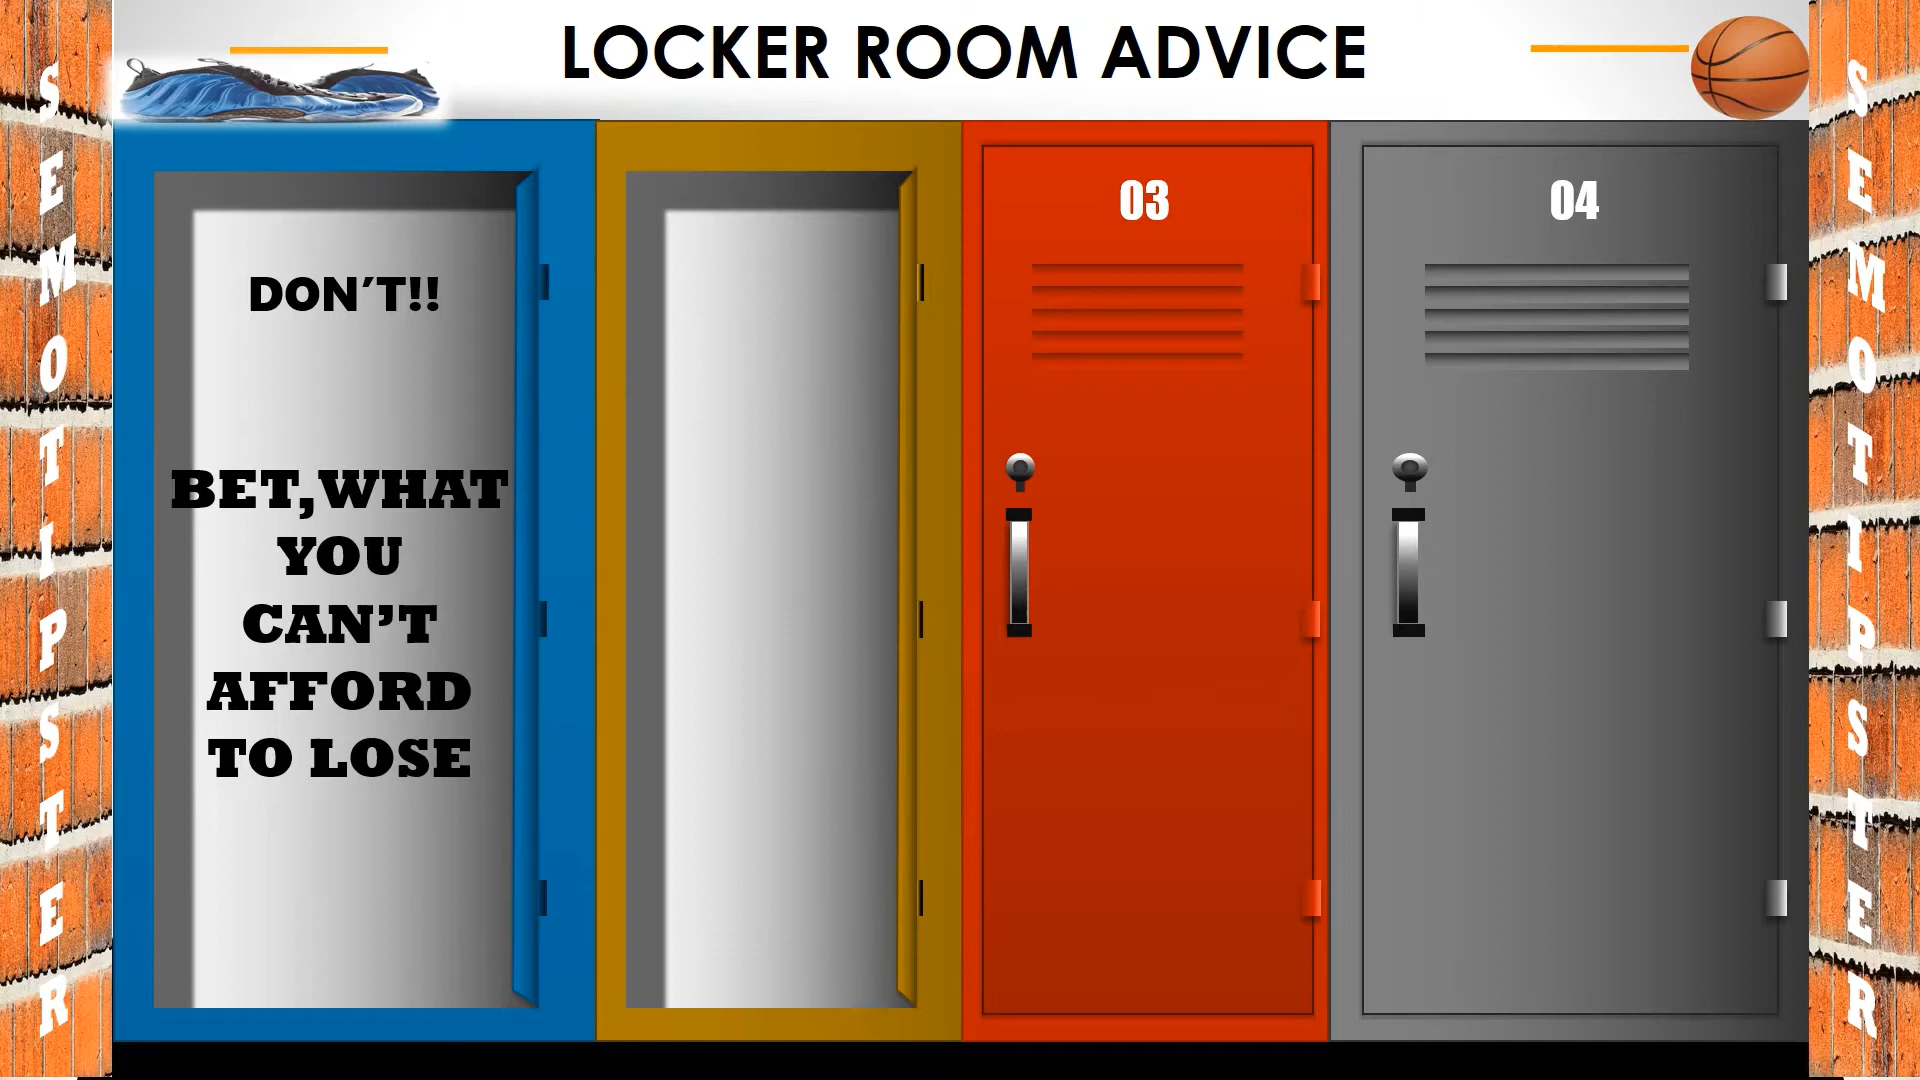 LOCKER ROOM ADVICE
SEMOTIPSTER
DON´T!!
BET,WHAT
YOU
CAN’T
AFFORD
TO LOSE
03
04
SEMOTIPSTER